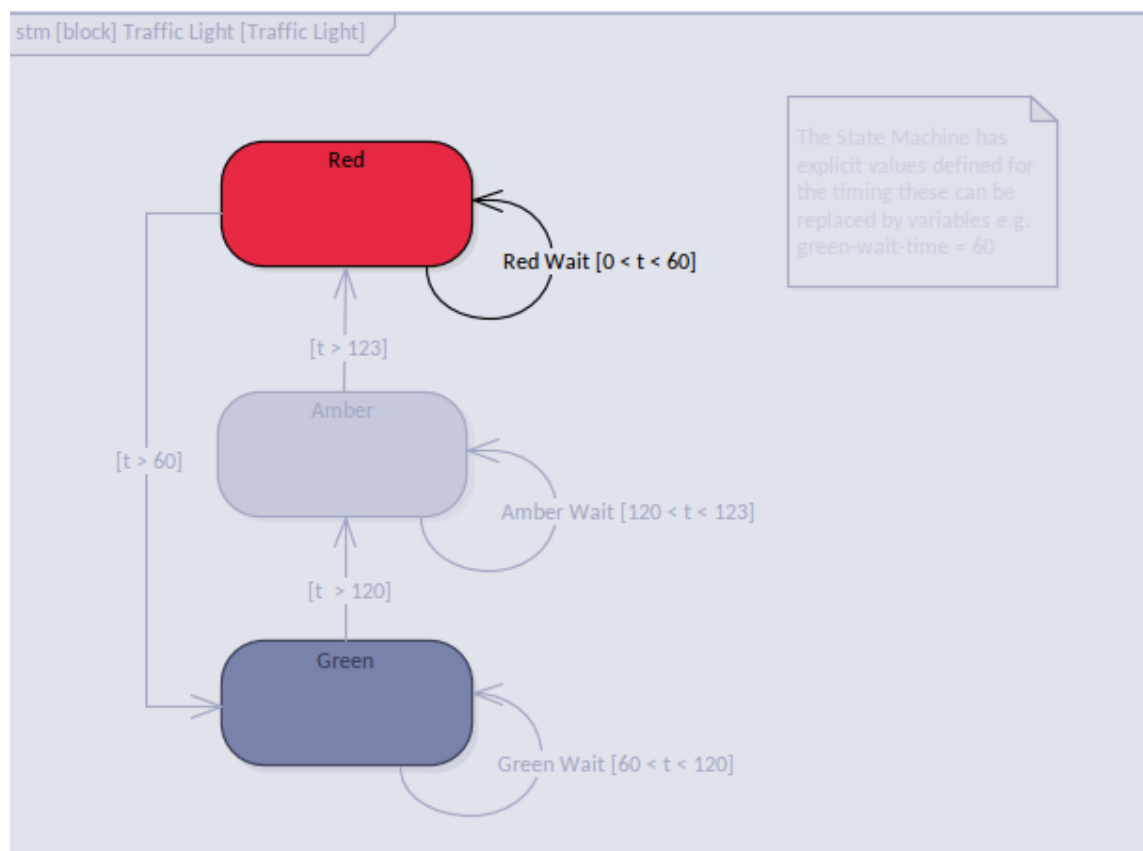 stm [block] Traffic Light [Traffic Light]
The State Machine has
explicit values defined for
the timing these can be
replaced by variables e.g.
green-wait-time = 60
Red
Red Wait [0 < t < 60]
[t > 123]
Amber
[t > 60]
Amber Wait [120 < t < 123]
[t  > 120]
Green
Green Wait [60 < t < 120]